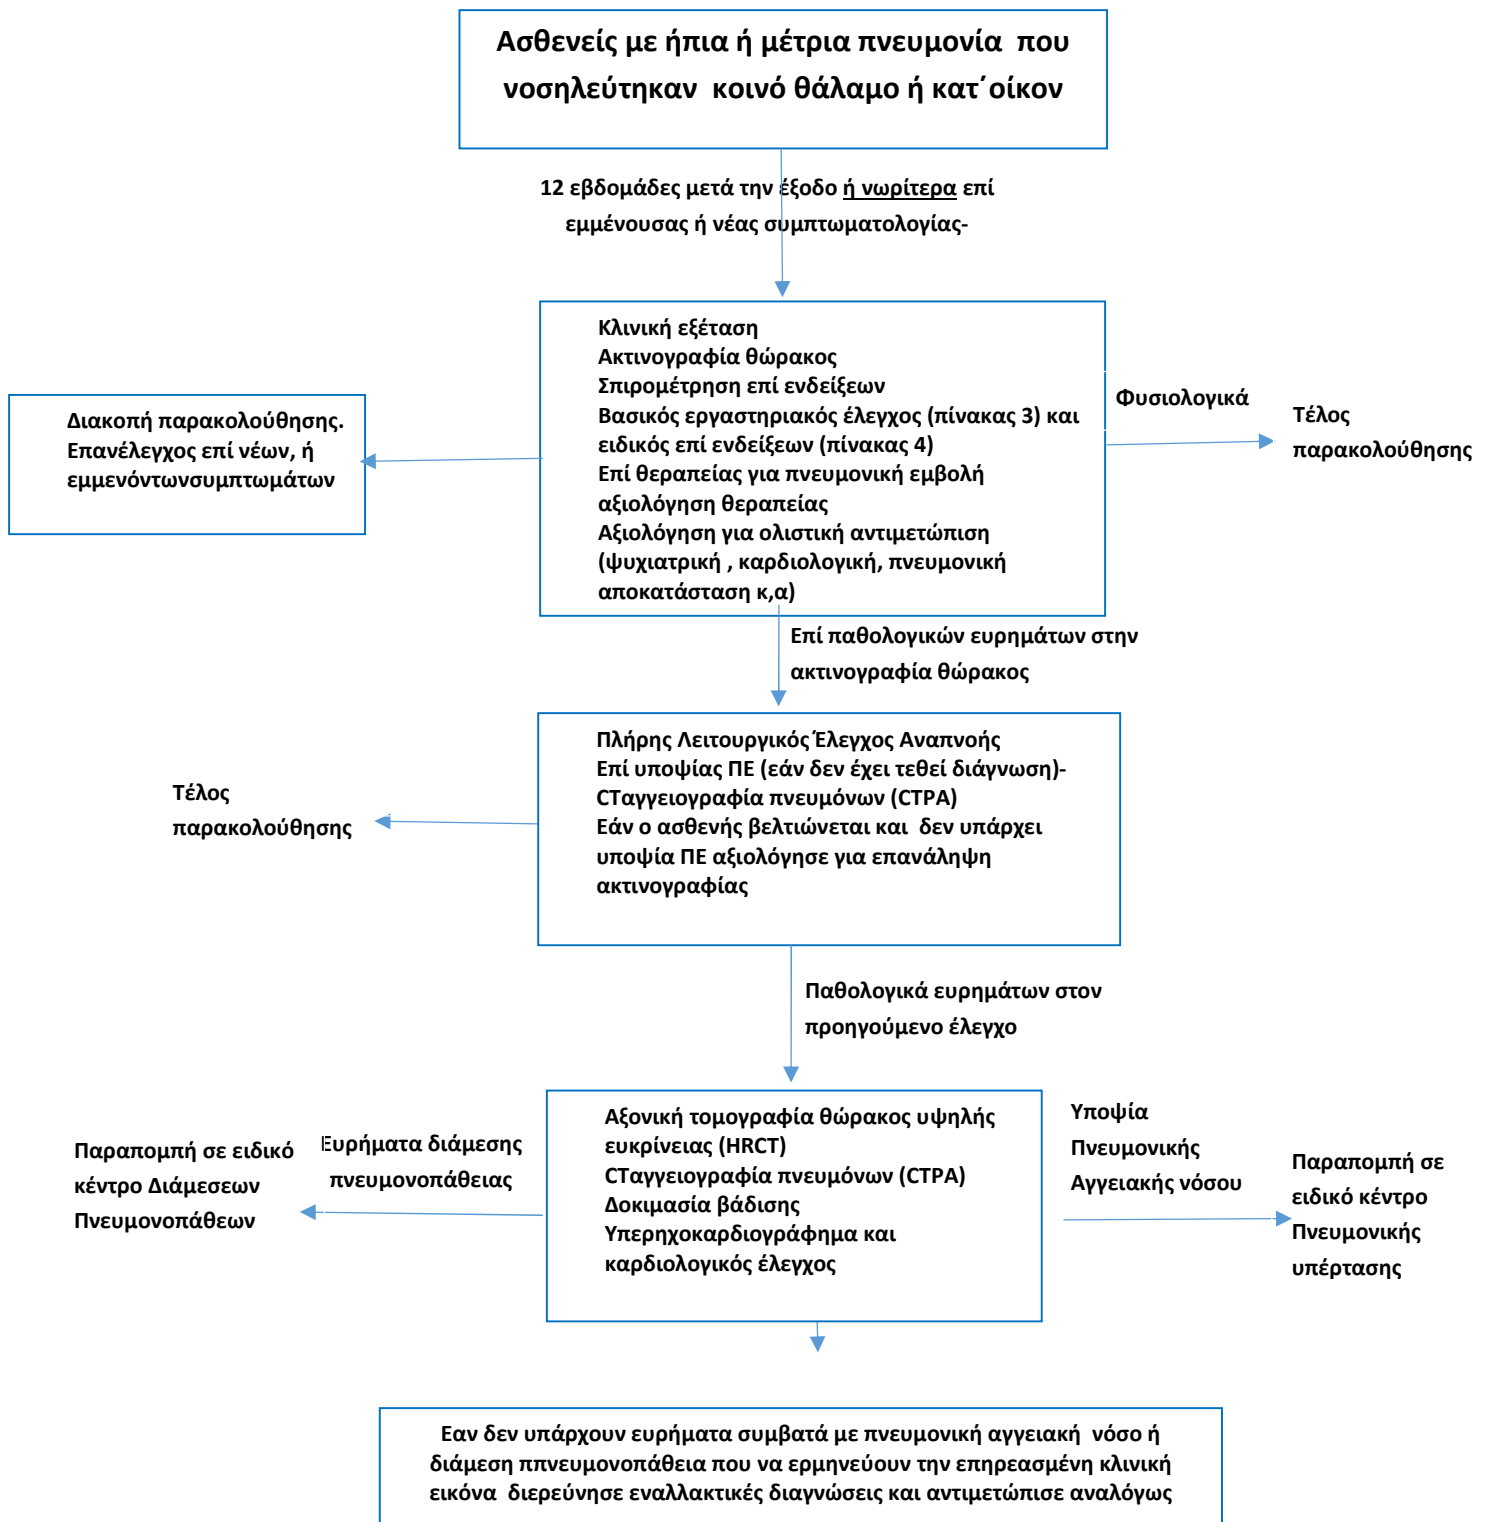 Ασθενείς με ήπια ή μέτρια πνευμονία που
νοσηλεύτηκαν κοινό θάλαμο ή κατ΄οίκον
12 εβδομάδες μετά την έξοδο ή νωρίτερα επί
εμμένουσας ή νέας συμπτωματολογίας-
Κλινική εξέταση
Ακτινογραφία θώρακος
Σπιρομέτρηση επί ενδείξεων
Βασικός εργαστηριακός έλεγχος (πίνακας 3) και
ειδικός επί ενδείξεων (πίνακας 4)
Επί θεραπείας για πνευμονική εμβολή
αξιολόγηση θεραπείας
Αξιολόγηση για ολιστική αντιμετώπιση
(ψυχιατρική , καρδιολογική, πνευμονική
αποκατάσταση κ,α)
Διακοπή παρακολούθησης.
Επανέλεγχος επί νέων, ή
εμμενόντωνσυμπτωμάτων
Φυσιολογικά
Τέλος
παρακολούθησης
Επί παθολογικών ευρημάτων στην
ακτινογραφία θώρακος
Πλήρης Λειτουργικός Έλεγχος Αναπνοής
Επί υποψίας ΠΕ (εάν δεν έχει τεθεί διάγνωση)-
CΤαγγειογραφία πνευμόνων (CTPA)
Εάν ο ασθενής βελτιώνεται και δεν υπάρχει
υποψία ΠΕ αξιολόγησε για επανάληψη
ακτινογραφίας
Τέλος
παρακολούθησης
Παθολογικά ευρημάτων στον
προηγούμενο έλεγχο
Αξονική τομογραφία θώρακος υψηλής
ευκρίνειας (HRCT)
CΤαγγειογραφία πνευμόνων (CTPA)
Δοκιμασία βάδισης
Υπερηχοκαρδιογράφημα και
καρδιολογικός έλεγχος
Ευρήματα διάμεσης
πνευμονοπάθειας
Παραπομπή σε ειδικό
κέντρο Διάμεσεων
Πνευμονοπάθεων
Υποψία
Πνευμονικής
Αγγειακής νόσου
Παραπομπή σε
ειδικό κέντρο
Πνευμονικής
υπέρτασης
Εαν δεν υπάρχουν ευρήματα συμβατά με πνευμονική αγγειακή νόσο ή
διάμεση ππνευμονοπάθεια που να ερμηνεύουν την επηρεασμένη κλινική
εικόνα διερεύνησε εναλλακτικές διαγνώσεις και αντιμετώπισε αναλόγως